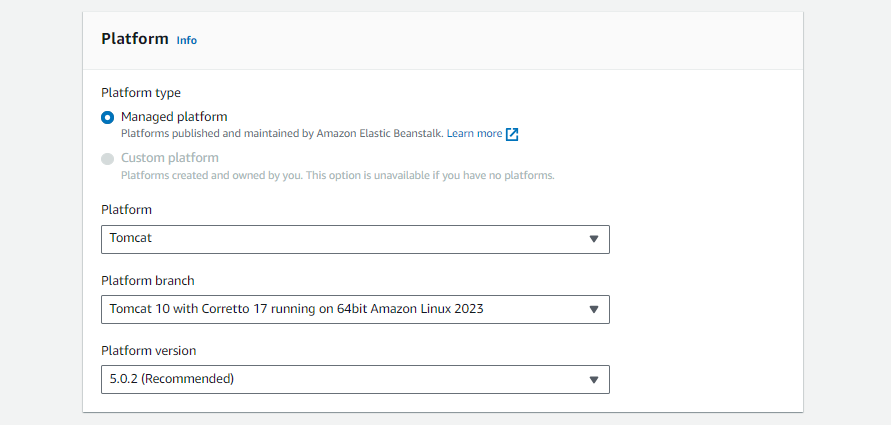 Platform Info
Platform type
Managed platform
Platforms published and maintained by Amazon Elastic Beanstalk. Learn more
Custom platform
Platforms created and owned by you. This option is unavailable if you have no platforms.
Platform
Tomcat
Platform branch
Tomcat 10 with Corretto 17 running on 64bit Amazon Linux 2023
Platform version
5.0.2 (Recommended)